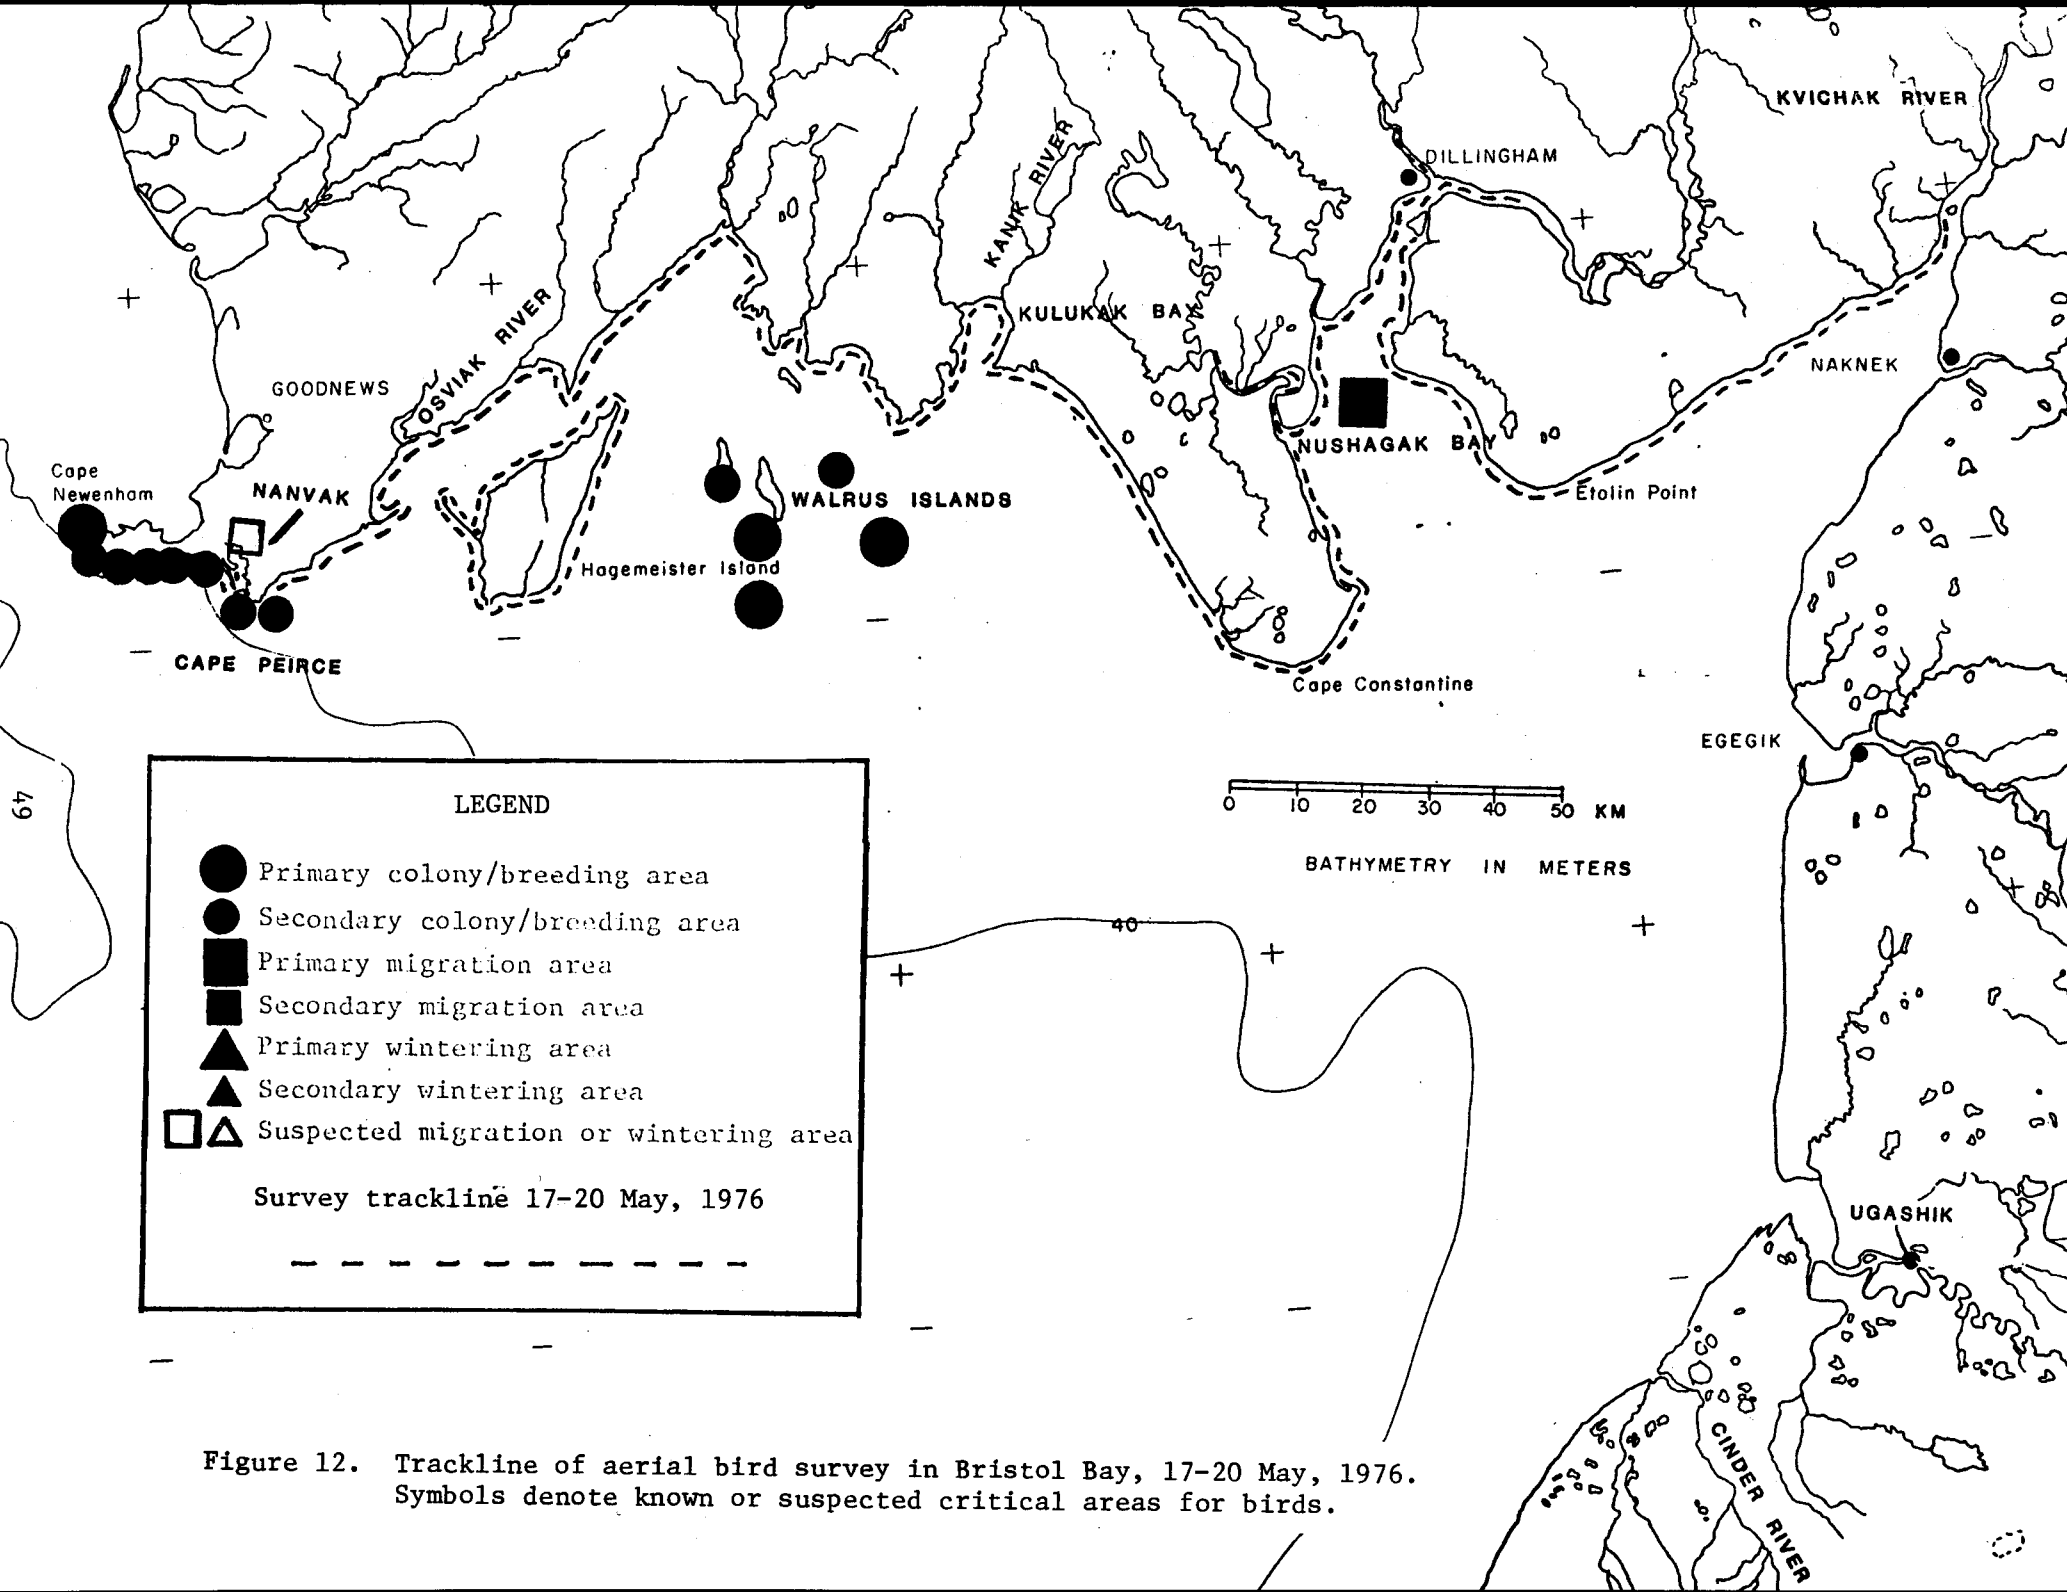 KVICHAK RIVER
DILLINGHAM
KANIK RIVER
KULUKAK BAY
OSVIAK RIVER
GOODNEWS
NAKNEK
NUSHAGAK BAY
Cape
Newenham
NANVAK
WALRUS ISLANDS
Etolin Point
Hagemeister Island
CAPE PEIRCE
Cape Constantine
EGEGIK
49
0 10 20 30 40 50 KM
BATHYMETRY IN METERS
40
LEGEND
Primary colony/breeding area
Secondary colony/breeding area
Primary migration area
Secondary migration area
Primary wintering area
Secondary wintering area
Suspected migration or wintering area
Survey trackline 17-20 May, 1976
UGASHIK
CINDER RIVER
Figure 12. Trackline of aerial bird survey in Bristol Bay, 17-20 May, 1976.
Symbols denote known or suspected critical areas for birds.